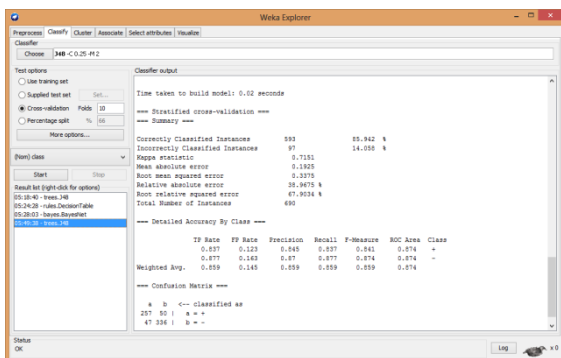 Weka Explorer
Preprocess Classify Cluster Associate Select attributes Visualize
Classifier
Choose J48 -C 0.25 -M 2
Test options
Use training set
Supplied test set Set...
Cross-validation Folds 10
Percentage split % 66
More options...
(Nom) class
Start Stop
Result list (right-click for options)
05:18:40 - trees.J48
05:24:28 - rules.DecisionTable
05:28:03 - bayes.BayesNet
05:49:38 - trees.J48
Classifier output
Time taken to build model: 0.02 seconds
=== Stratified cross-validation ===
=== Summary ===
Correctly Classified Instances 593 85.942 %
Incorrectly Classified Instances 97 14.058 %
Kappa statistic 0.7151
Mean absolute error 0.1925
Root mean squared error 0.3375
Relative absolute error 38.9675 %
Root relative squared error 67.9034 %
Total Number of Instances 690
=== Detailed Accuracy By Class ===
TP Rate FP Rate Precision Recall F-Measure ROC Area Class
0.837 0.123 0.845 0.837 0.841 0.874 +
0.877 0.163 0.87 0.877 0.874 0.874 -
Weighted Avg. 0.859 0.145 0.859 0.859 0.859 0.874
=== Confusion Matrix ===
a b <-- classified as
257 50 | a = +
47 336 | b = -
Status
OK
Log
x 0